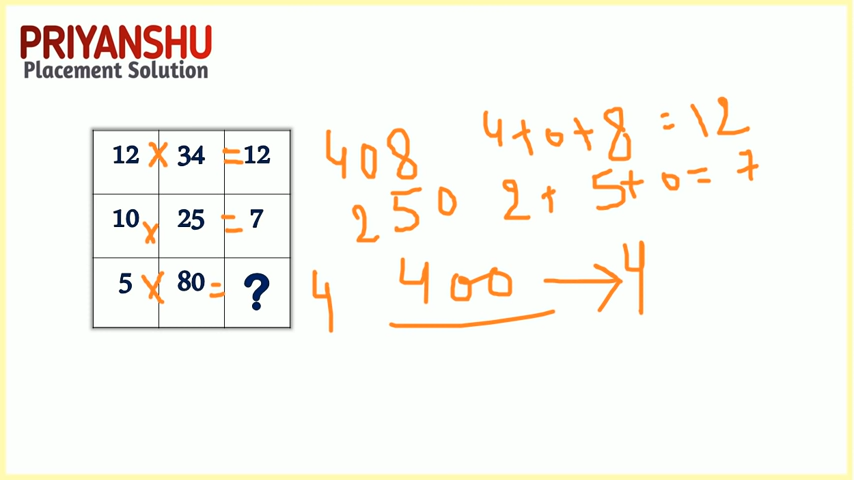 PRIYANSHU
Placement Solution
12 × 34 = 12
10 × 25 = 7
5 × 80 = ?
408 4+0+8 = 12
250 2+5+0 = 7
4 400 → 4